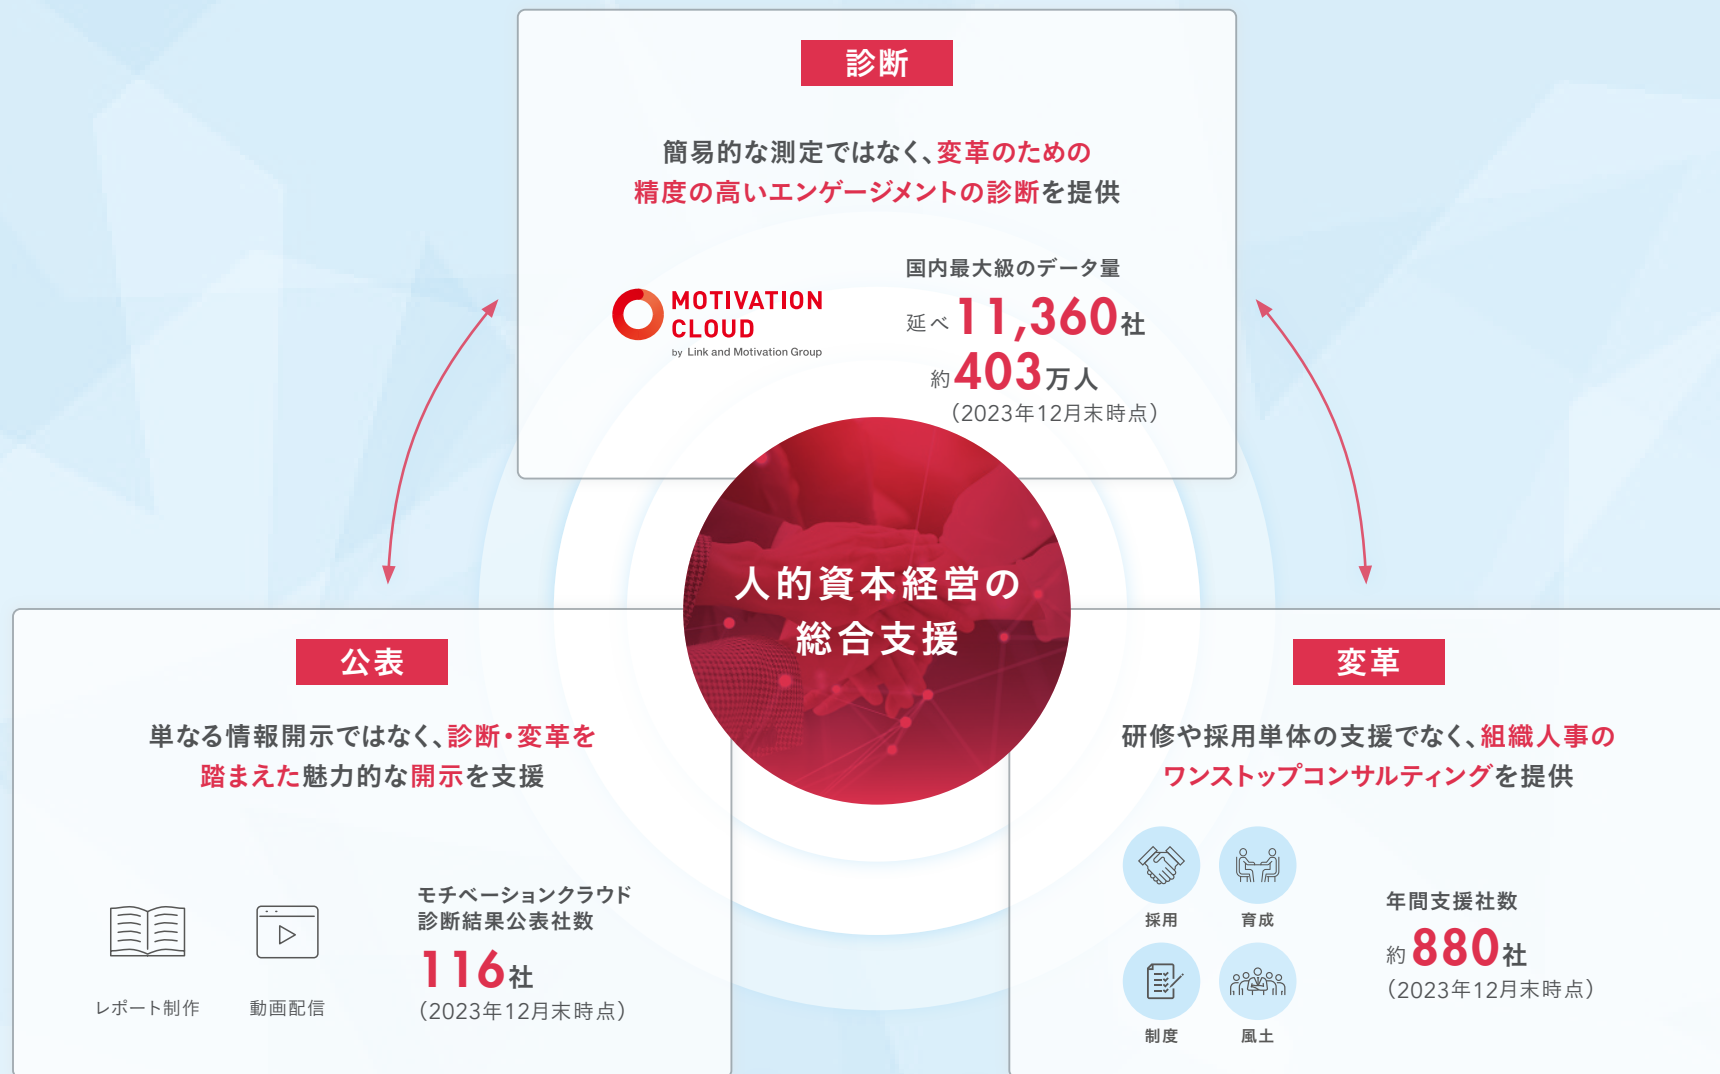 診断
簡易的な測定ではなく、変革のための
精度の高いエンゲージメントの診断を提供
MOTIVATION
CLOUD
by Link and Motivation Group
国内最大級のデータ量
延べ11,360社
約403万人
（2023年12月末時点）
人的資本経営の
総合支援
公表
単なる情報開示ではなく、診断・変革を
踏まえた魅力的な開示を支援
レポート制作
動画配信
モチベーションクラウド
診断結果公表社数
116社
（2023年12月末時点）
変革
研修や採用単体の支援でなく、組織人事の
ワンストップコンサルティングを提供
採用
育成
制度
風土
年間支援社数
約880社
（2023年12月末時点）